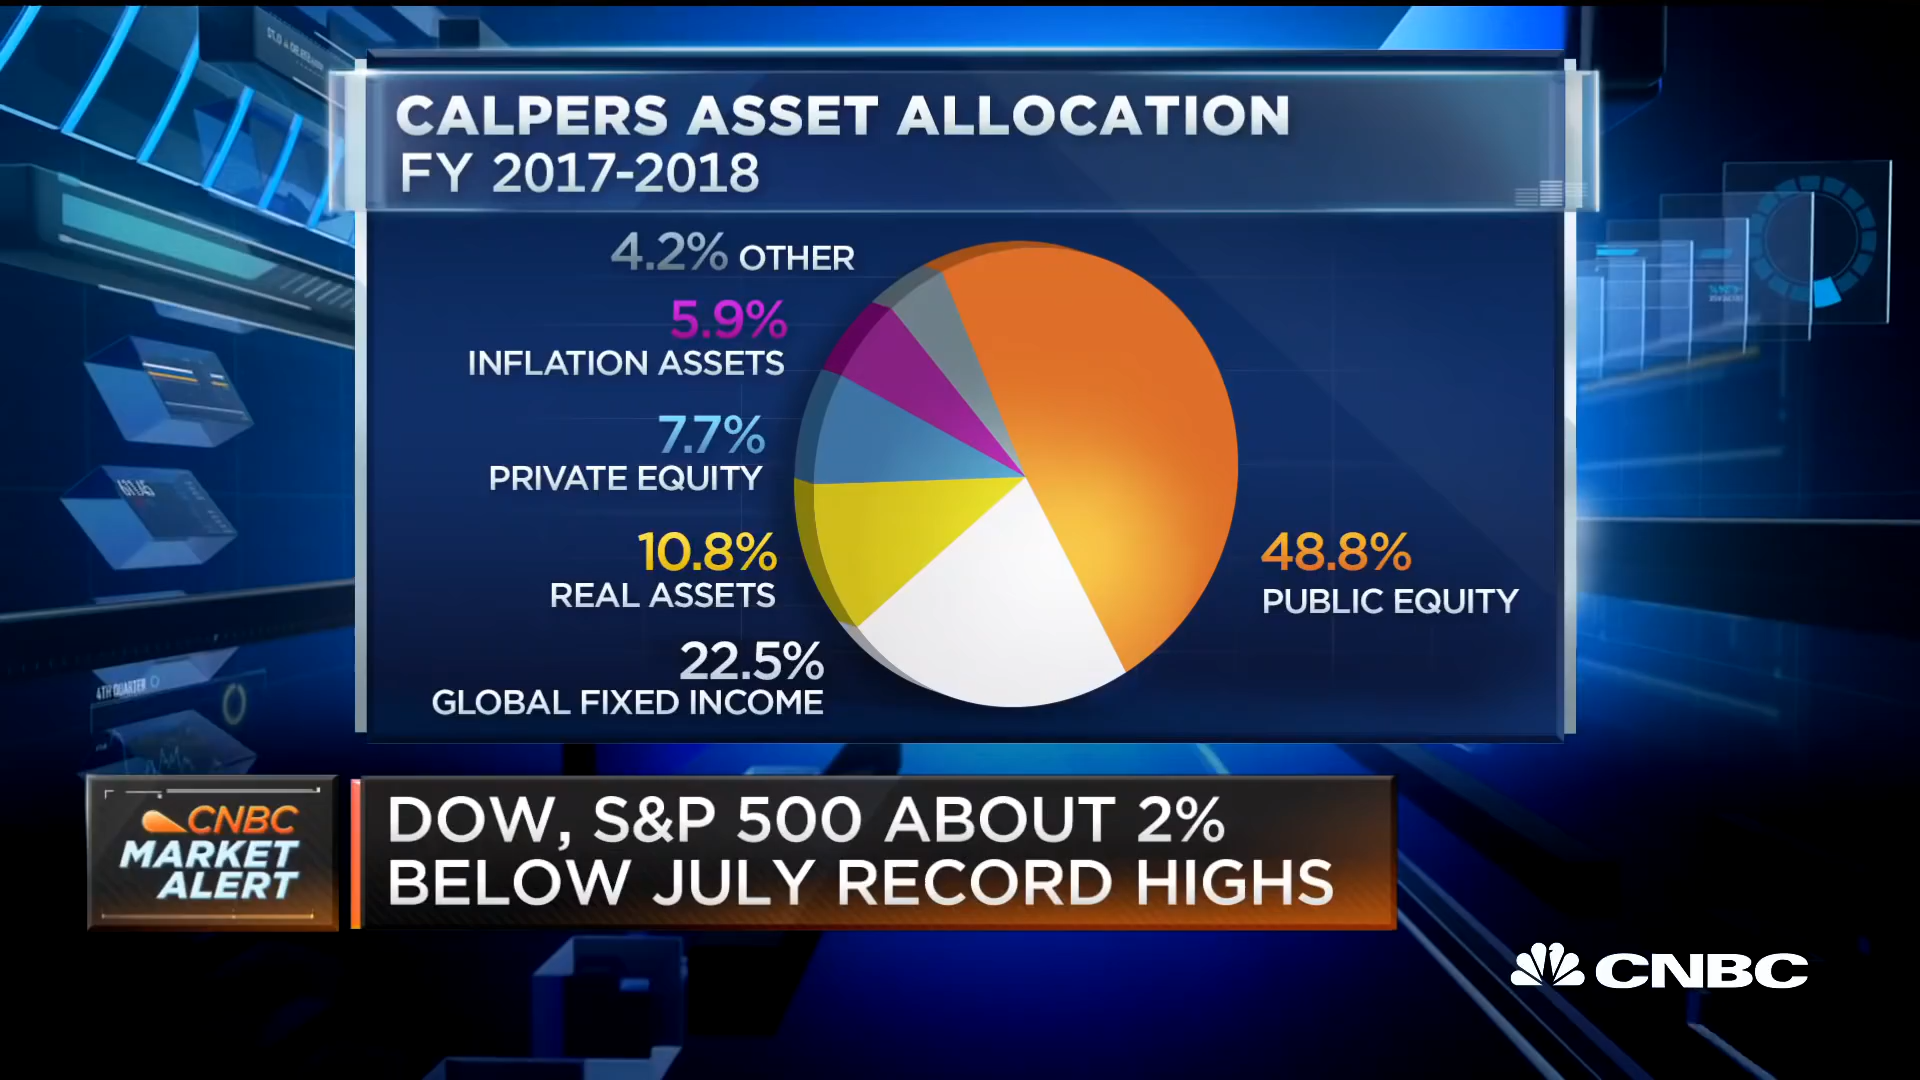 CALPERS ASSET ALLOCATION
FY 2017-2018
4.2% OTHER
5.9%
INFLATION ASSETS
7.7%
PRIVATE EQUITY
10.8%
REAL ASSETS
22.5%
GLOBAL FIXED INCOME
48.8%
PUBLIC EQUITY
4TH QUARTER
CNBC
MARKET
ALERT
DOW, S&P 500 ABOUT 2%
BELOW JULY RECORD HIGHS
CNBC